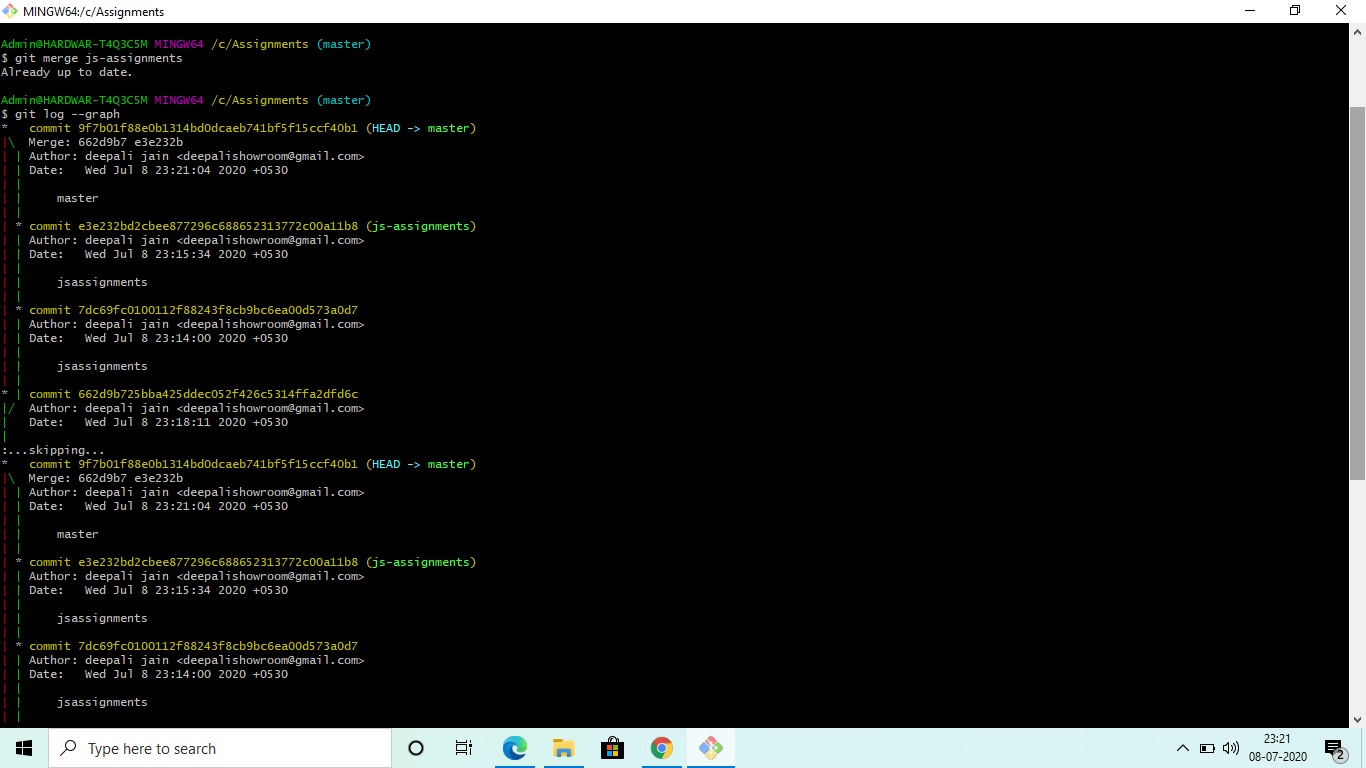 MINGW64:/c/Assignments
Admin@HARDWAR-T4Q3C5M MINGW64 /c/Assignments (master)
$ git merge js-assignments
Already up to date.
Admin@HARDWAR-T4Q3C5M MINGW64 /c/Assignments (master)
$ git log --graph
*   commit 9f7b01f88e0b1314bd0dcaeb741bf5f15ccf40b1 (HEAD -> master)
|\  Merge: 662d9b7 e3e232b
| | Author: deepali jain <deepalishowroom@gmail.com>
| | Date:   Wed Jul 8 23:21:04 2020 +0530
| |
| |     master
| |
| * commit e3e232bd2cbee877296c688652313772c00a11b8 (js-assignments)
| | Author: deepali jain <deepalishowroom@gmail.com>
| | Date:   Wed Jul 8 23:15:34 2020 +0530
| |
| |     jsassignments
| |
| * commit 7dc69fc0100112f88243f8cb9bc6ea00d573a0d7
| | Author: deepali jain <deepalishowroom@gmail.com>
| | Date:   Wed Jul 8 23:14:00 2020 +0530
| |
| |     jsassignments
| |
* | commit 662d9b725bba425ddec052f426c5314ffa2dfd6c
|/  Author: deepali jain <deepalishowroom@gmail.com>
|   Date:   Wed Jul 8 23:18:11 2020 +0530
|
:...skipping...
*   commit 9f7b01f88e0b1314bd0dcaeb741bf5f15ccf40b1 (HEAD -> master)
|\  Merge: 662d9b7 e3e232b
| | Author: deepali jain <deepalishowroom@gmail.com>
| | Date:   Wed Jul 8 23:21:04 2020 +0530
| |
| |     master
| |
| * commit e3e232bd2cbee877296c688652313772c00a11b8 (js-assignments)
| | Author: deepali jain <deepalishowroom@gmail.com>
| | Date:   Wed Jul 8 23:15:34 2020 +0530
| |
| |     jsassignments
| |
| * commit 7dc69fc0100112f88243f8cb9bc6ea00d573a0d7
| | Author: deepali jain <deepalishowroom@gmail.com>
| | Date:   Wed Jul 8 23:14:00 2020 +0530
| |
| |     jsassignments
| |
Type here to search
23:21
08-07-2020
2